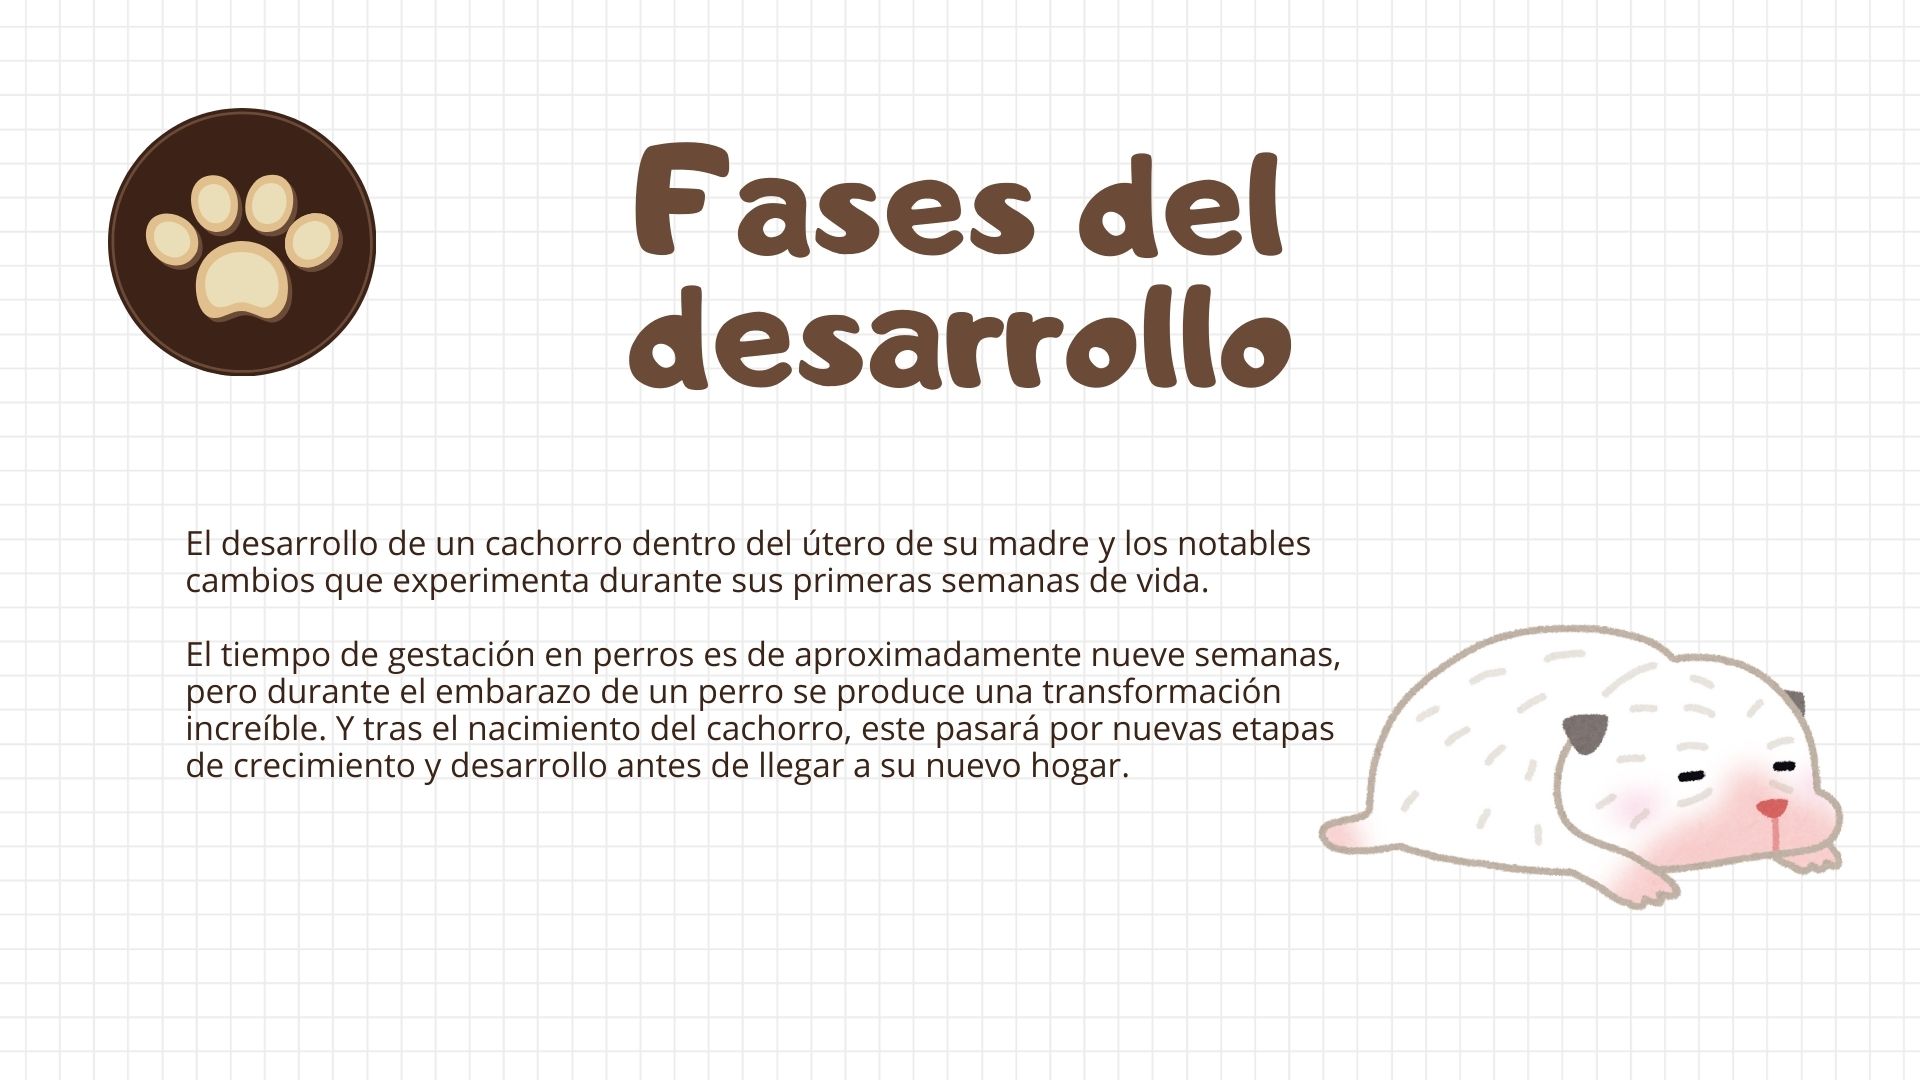 Fases del
desarrollo
El desarrollo de un cachorro dentro del útero de su madre y los notables
cambios que experimenta durante sus primeras semanas de vida.
El tiempo de gestación en perros es de aproximadamente nueve semanas,
pero durante el embarazo de un perro se produce una transformación
increíble. Y tras el nacimiento del cachorro, este pasará por nuevas etapas
de crecimiento y desarrollo antes de llegar a su nuevo hogar.